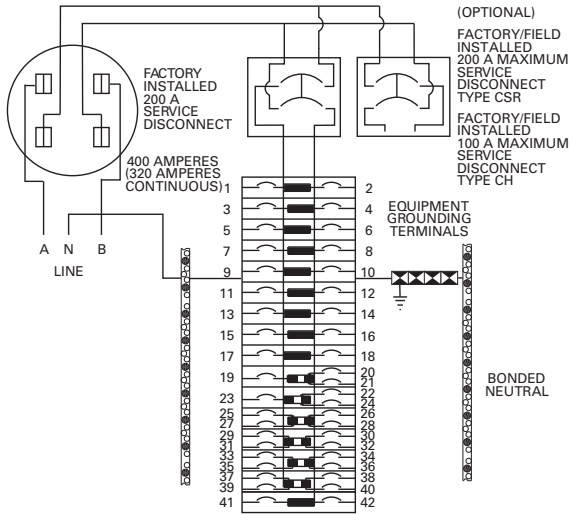 (OPTIONAL)
FACTORY/FIELD
INSTALLED
200 A MAXIMUM
SERVICE
DISCONNECT
TYPE CSR
FACTORY/FIELD
INSTALLED
100 A MAXIMUM
SERVICE
DISCONNECT
TYPE CH
FACTORY
INSTALLED
200 A
SERVICE
DISCONNECT
400 AMPERES
(320 AMPERES
CONTINUOUS)
A N B
LINE
EQUIPMENT
GROUNDING
TERMINALS
BONDED
NEUTRAL
1 2
3 4
5 6
7 8
9 10
11 12
13 14
15 16
17 18
19 20
21
22
23 24
25 26
27 28
29 30
31 32
33 34
35 36
37 38
39 40
41 42